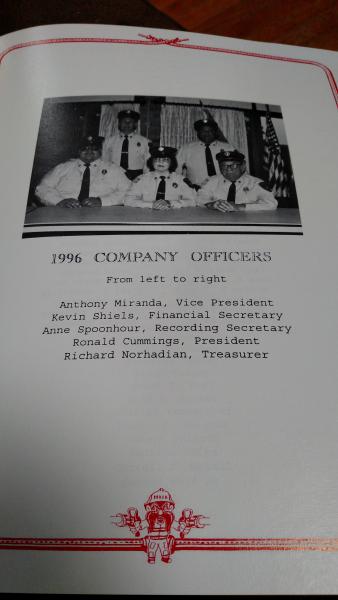 1996 COMPANY OFFICERS
From left to right
Anthony Miranda, Vice President
Kevin Shiels, Financial Secretary
Anne Spoonhour, Recording Secretary
Ronald Cummings, President
Richard Norhadian, Treasurer